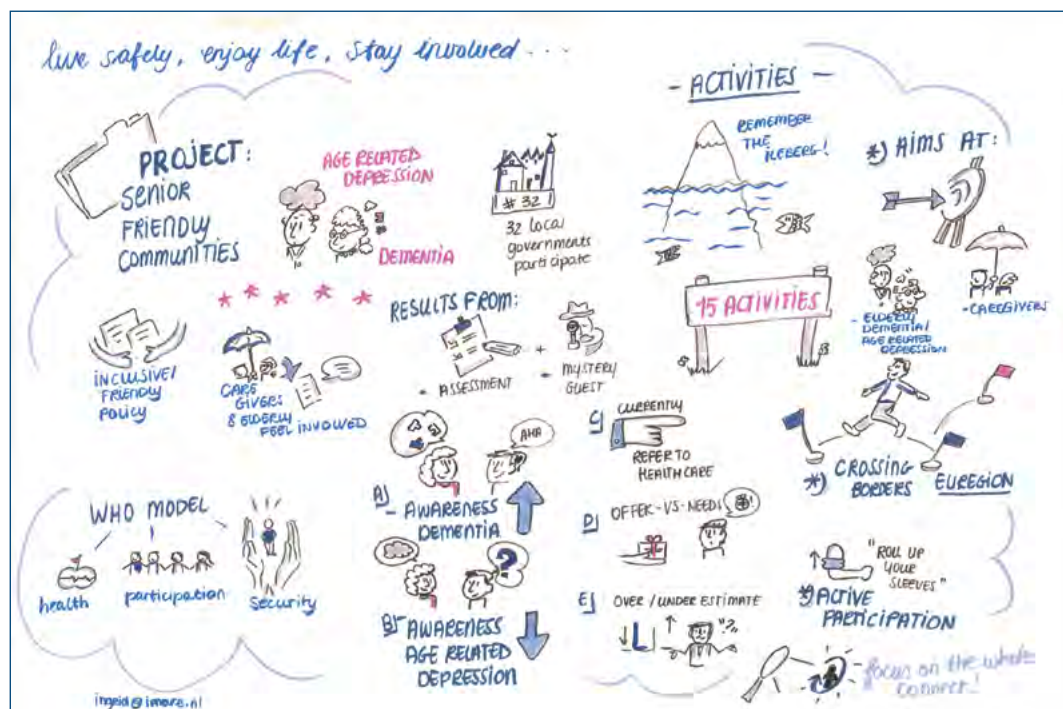 live safely, enjoy life, stay involved ...
PROJECT:
SENIOR
FRIENDLY
COMMUNITIES
AGE RELATED
DEPRESSION
DEMENTIA
# 32
32 local
governments
participate
INCLUSIVE/
FRIENDLY
POLICY
CARE
GIVERS
& ELDERLY
FEEL INVOLVED
RESULTS FROM:
- ASSESSMENT
+
- MYSTERY
GUEST
WHO MODEL
health
participation
security
AHA
A)
AWARENESS
DEMENTIA
?
B)
AWARENESS
AGE RELATED
DEPRESSION
C)
CURRENTLY
REFER TO
HEALTHCARE
D)
OFFER-VS-NEEDS
E)
OVER/UNDER ESTIMATE
"?"
- ACTIVITIES -
REMEMBER
THE
ICEBERG!
15 ACTIVITIES
*) AIMS AT:
- ELDERLY
DEMENTIA/
AGE RELATED
DEPRESSION
- CAREGIVERS
*) CROSSING
BORDERS
EUREGION
"ROLL UP
YOUR
SLEEVES"
*) ACTIVE
PARTICIPATION
focus on the whole
connect!
ingrid@imore.nl